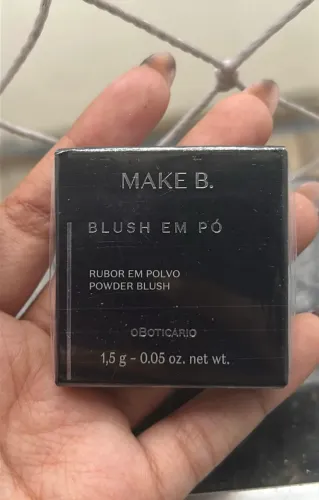 MAKE B.
BLUSH EM PÓ
RUBOR EM POLVO
POWDER BLUSH
OBOTICÁRIO
1,5 g – 0.05 oz. net wt.